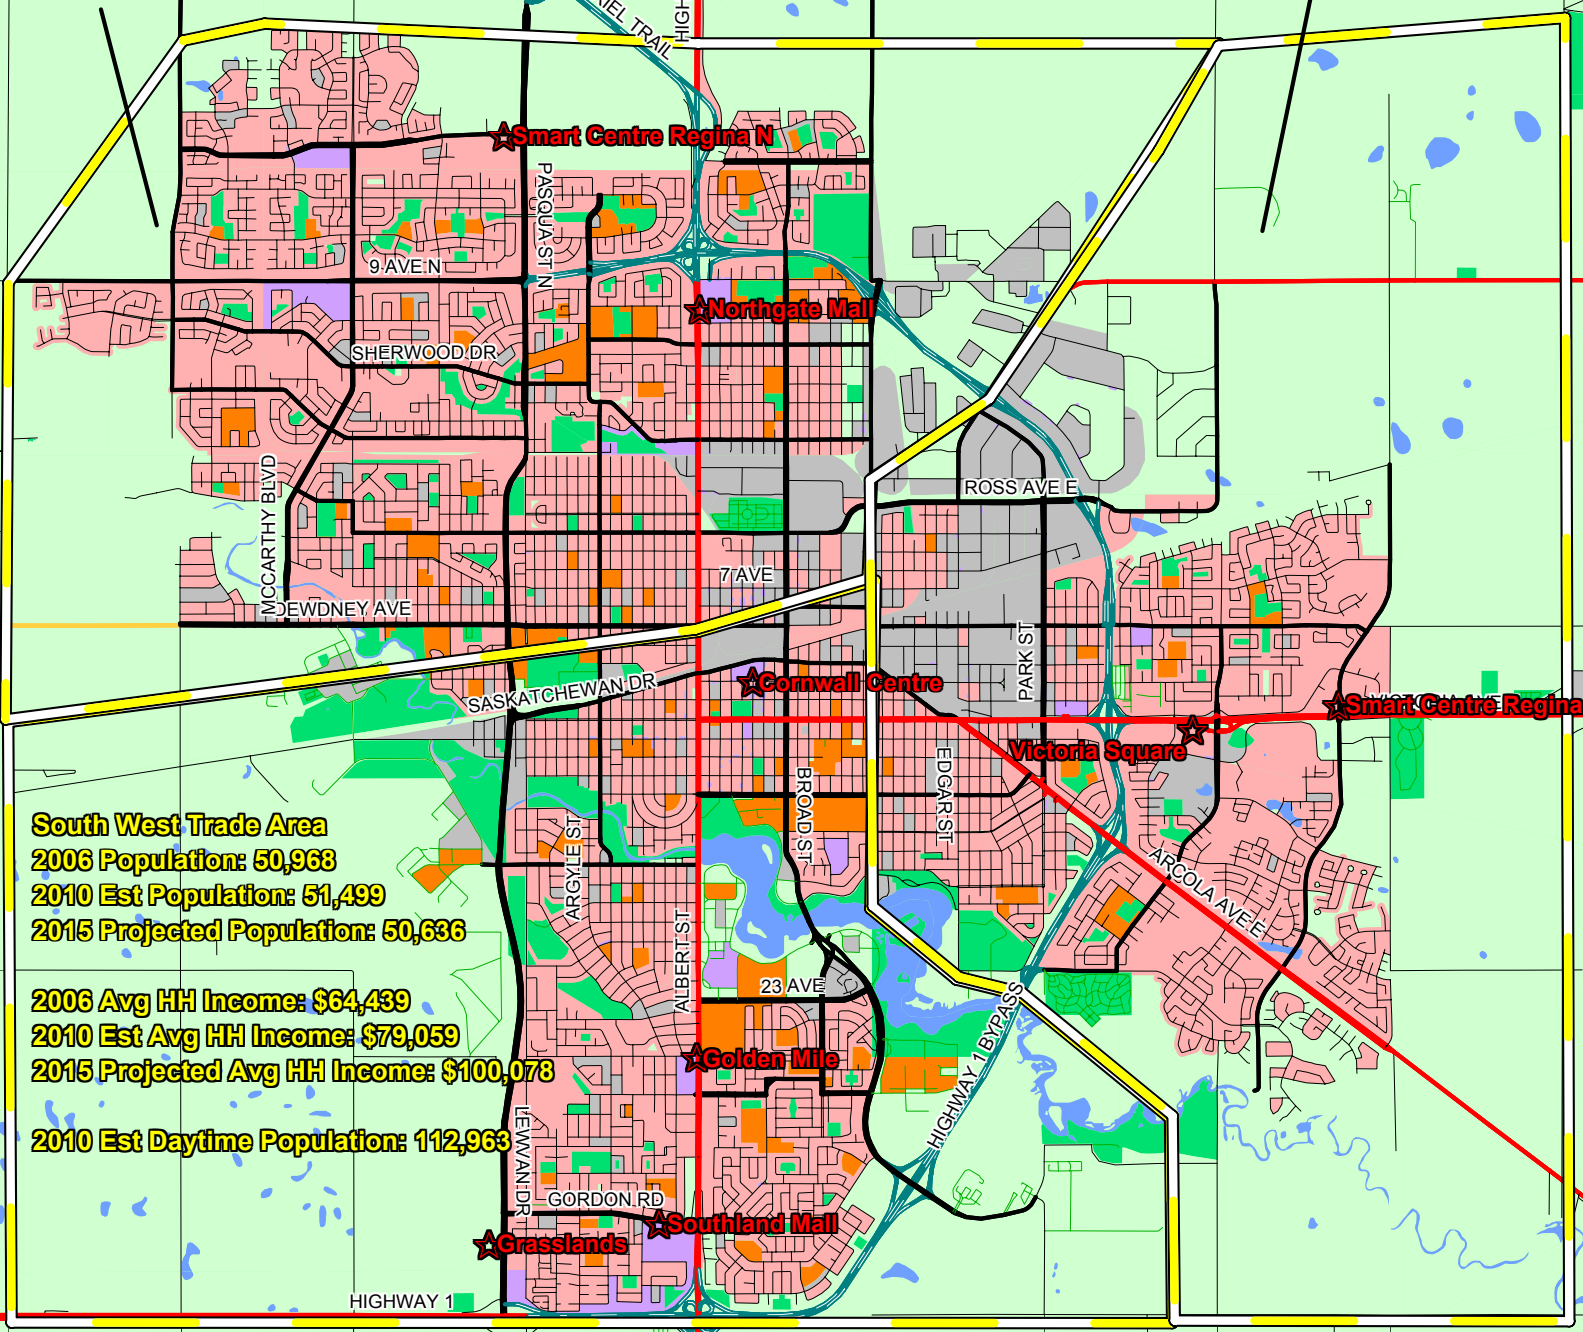 RIEL TRAIL
HIGH
Smart Centre Regina N
PASQUA ST N
9 AVE N
Northgate Mall
SHERWOOD DR
MCCARTHY BLVD
ROSS AVE E
7 AVE
DEWDNEY AVE
PARK ST
SASKATCHEWAN DR
Cornwall Centre
Smart Centre Regina
Victoria Square
EDGAR ST
BROAD ST
ARGYLE ST
South West Trade Area
2006 Population: 50,968
2010 Est Population: 51,499
2015 Projected Population: 50,636
ARCOLA AVE E
ALBERT ST
23 AVE
2006 Avg HH Income: $64,439
2010 Est Avg HH Income: $79,059
2015 Projected Avg HH Income: $100,078
Golden Mile
HIGHWAY 1 BYPASS
2010 Est Daytime Population: 112,963
LEWVAN DR
GORDON RD
Southland Mall
Grasslands
HIGHWAY 1